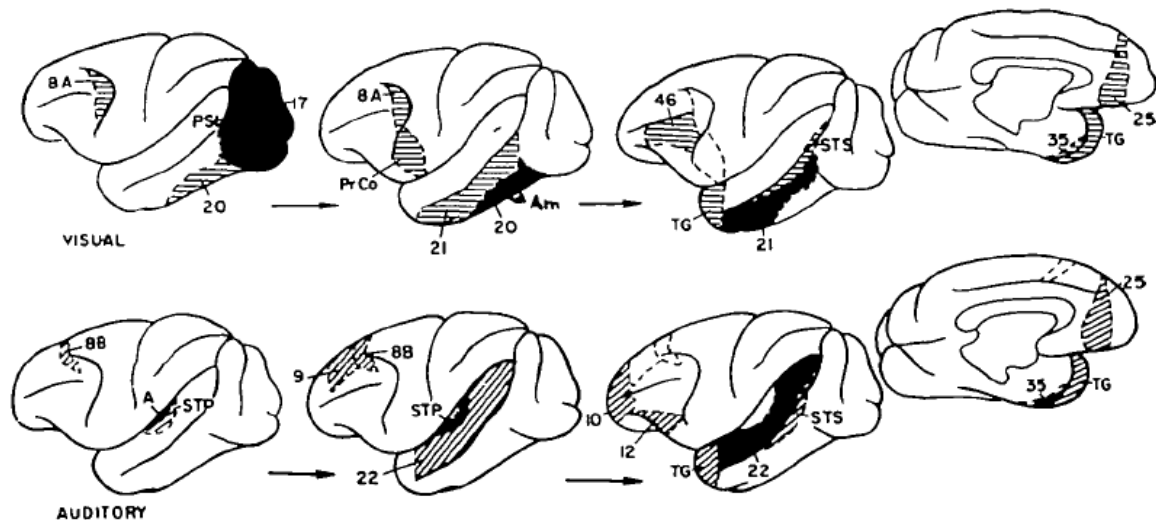 8A
17
PSt
20
VISUAL
8A
PrCo
21
20
Am
46
STS
TG
21
25
35
TG
8B
A
STP
AUDITORY
9
8B
STP
22
10
12
STS
TG
22
25
35
TG